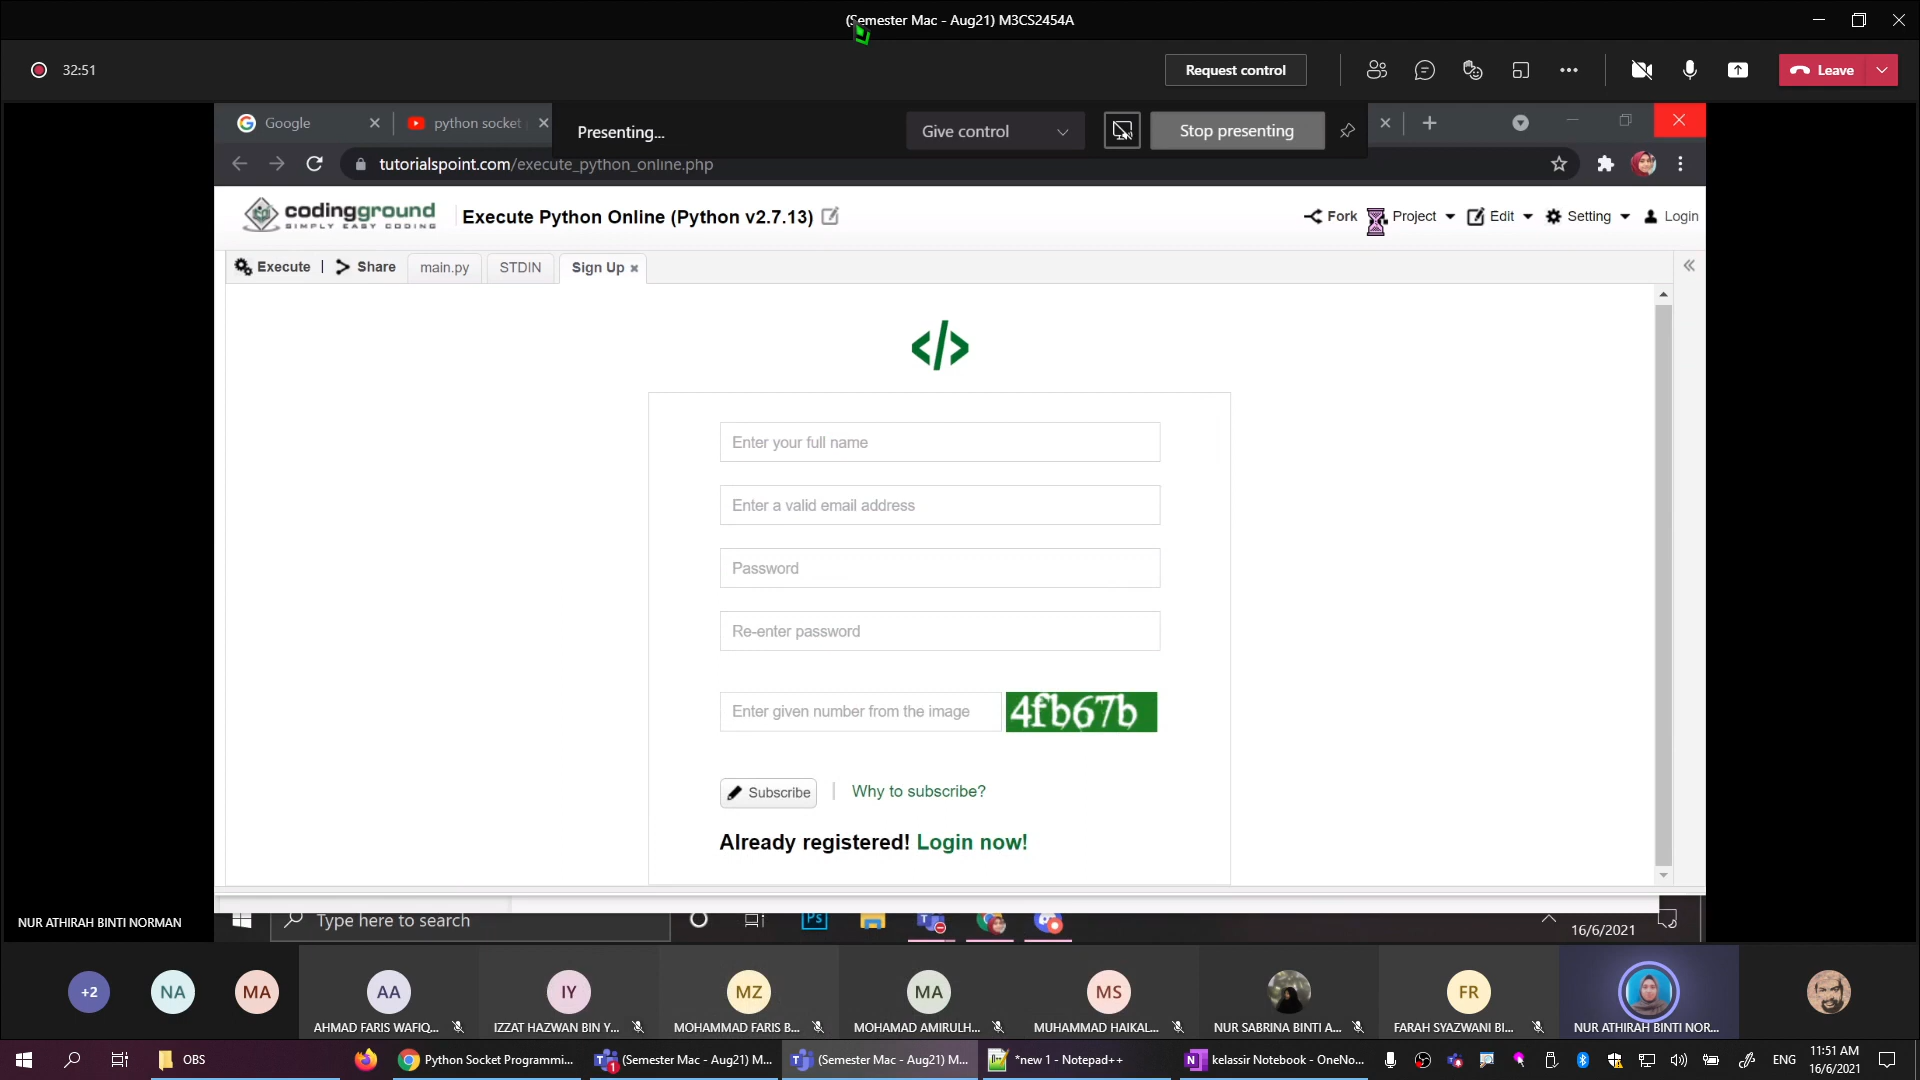 (Semester Mac - Aug21) M3CS2454A
32:51
Request control
Leave
Google
python socket
Presenting...
Give control
Stop presenting
tutorialspoint.com/execute_python_online.php
codingground
SIMPLY EASY CODING
Execute Python Online (Python v2.7.13)
Fork
Project
Edit
Setting
Login
Execute
Share
main.py
STDIN
Sign Up
</>
Enter your full name
Enter a valid email address
Password
Re-enter password
Enter given number from the image
4fb67b
Subscribe
Why to subscribe?
Already registered! Login now!
NUR ATHIRAH BINTI NORMAN
Type here to search
Ps
16/6/2021
+2
NA
MA
AA
IY
MZ
MA
MS
FR
AHMAD FARIS WAFIQ...
IZZAT HAZWAN BIN Y...
MOHAMMAD FARIS B...
MOHAMAD AMIRULH...
MUHAMMAD HAIKAL...
NUR SABRINA BINTI A...
FARAH SYAZWANI BI...
NUR ATHIRAH BINTI NOR...
OBS
Python Socket Programmi...
(Semester Mac - Aug21) M...
(Semester Mac - Aug21) M...
*new 1 - Notepad++
kelassir Notebook - OneNo...
ENG
11:51 AM
16/6/2021